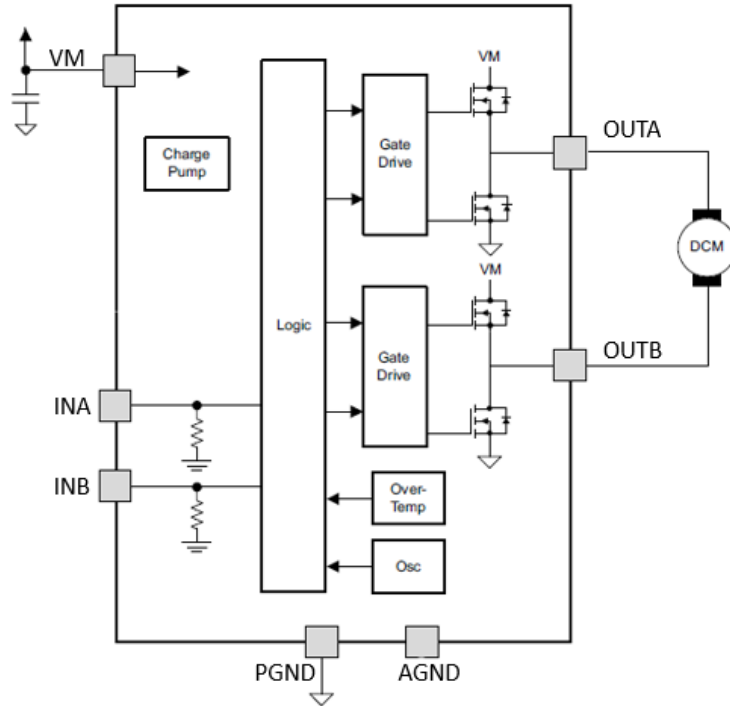 VM
VM
OUTA
Charge
Pump
Gate
Drive
DCM
VM
Logic
Gate
Drive
OUTB
INA
INB
Over-
Temp
Osc
PGND
AGND